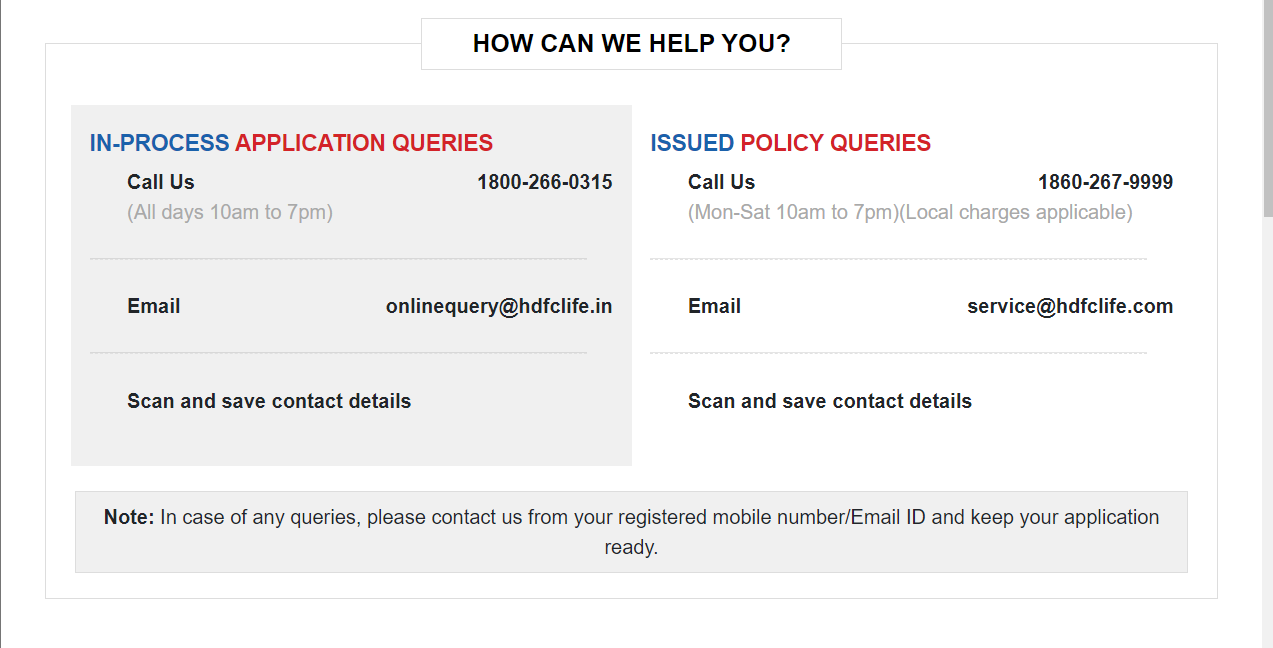 HOW CAN WE HELP YOU?
IN-PROCESS APPLICATION QUERIES
Call Us 1800-266-0315
(All days 10am to 7pm)
Email onlinequery@hdfclife.in
Scan and save contact details
ISSUED POLICY QUERIES
Call Us 1860-267-9999
(Mon-Sat 10am to 7pm)(Local charges applicable)
Email service@hdfclife.com
Scan and save contact details
Note: In case of any queries, please contact us from your registered mobile number/Email ID and keep your application
ready.